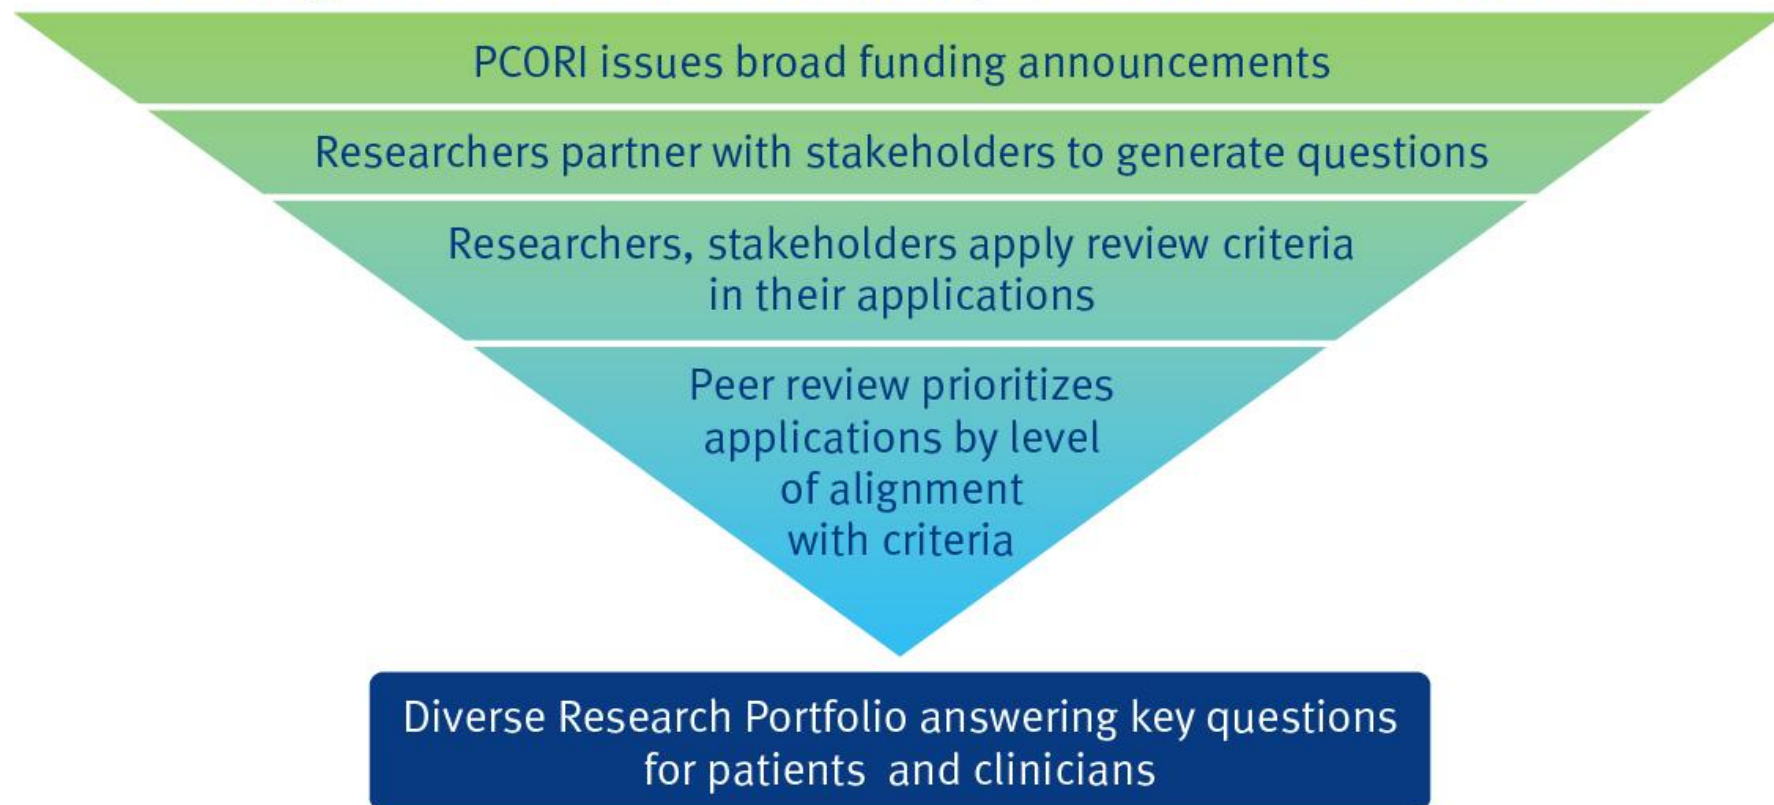 PCORI issues broad funding announcements
Researchers partner with stakeholders to generate questions
Researchers, stakeholders apply review criteria
in their applications
Peer review prioritizes
applications by level
of alignment
with criteria
Diverse Research Portfolio answering key questions
for patients and clinicians